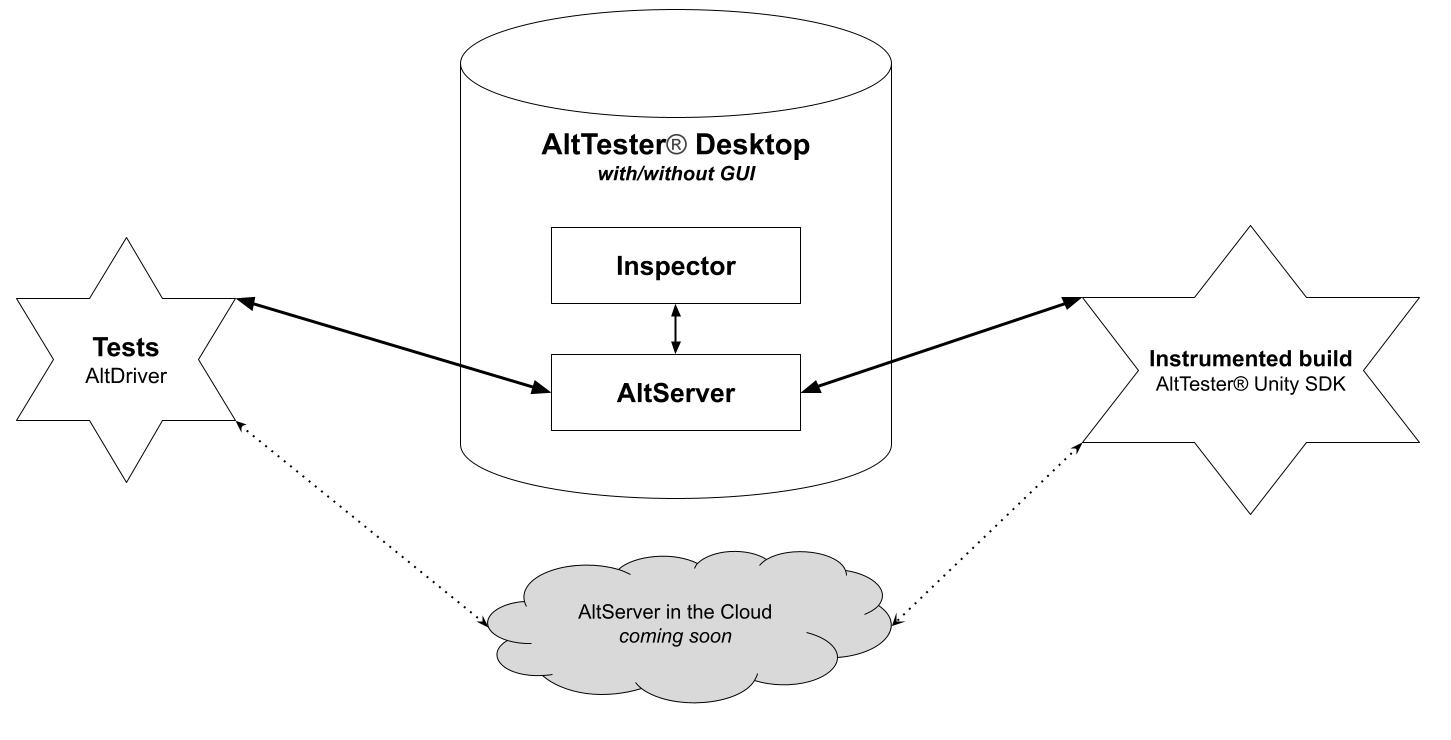 AltTester® Desktop
with/without GUI
Inspector
AltServer
Tests
AltDriver
Instrumented build
AltTester® Unity SDK
AltServer in the Cloud
coming soon